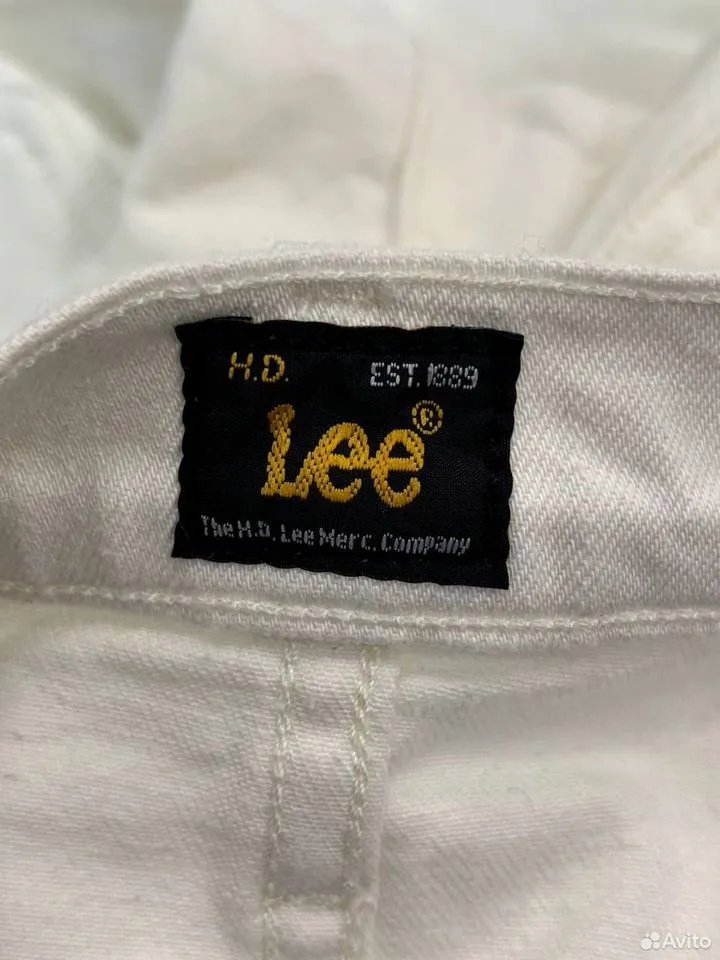 H.D. EST. 1889
Lee®
The H.D. Lee Merc. Company
Avito